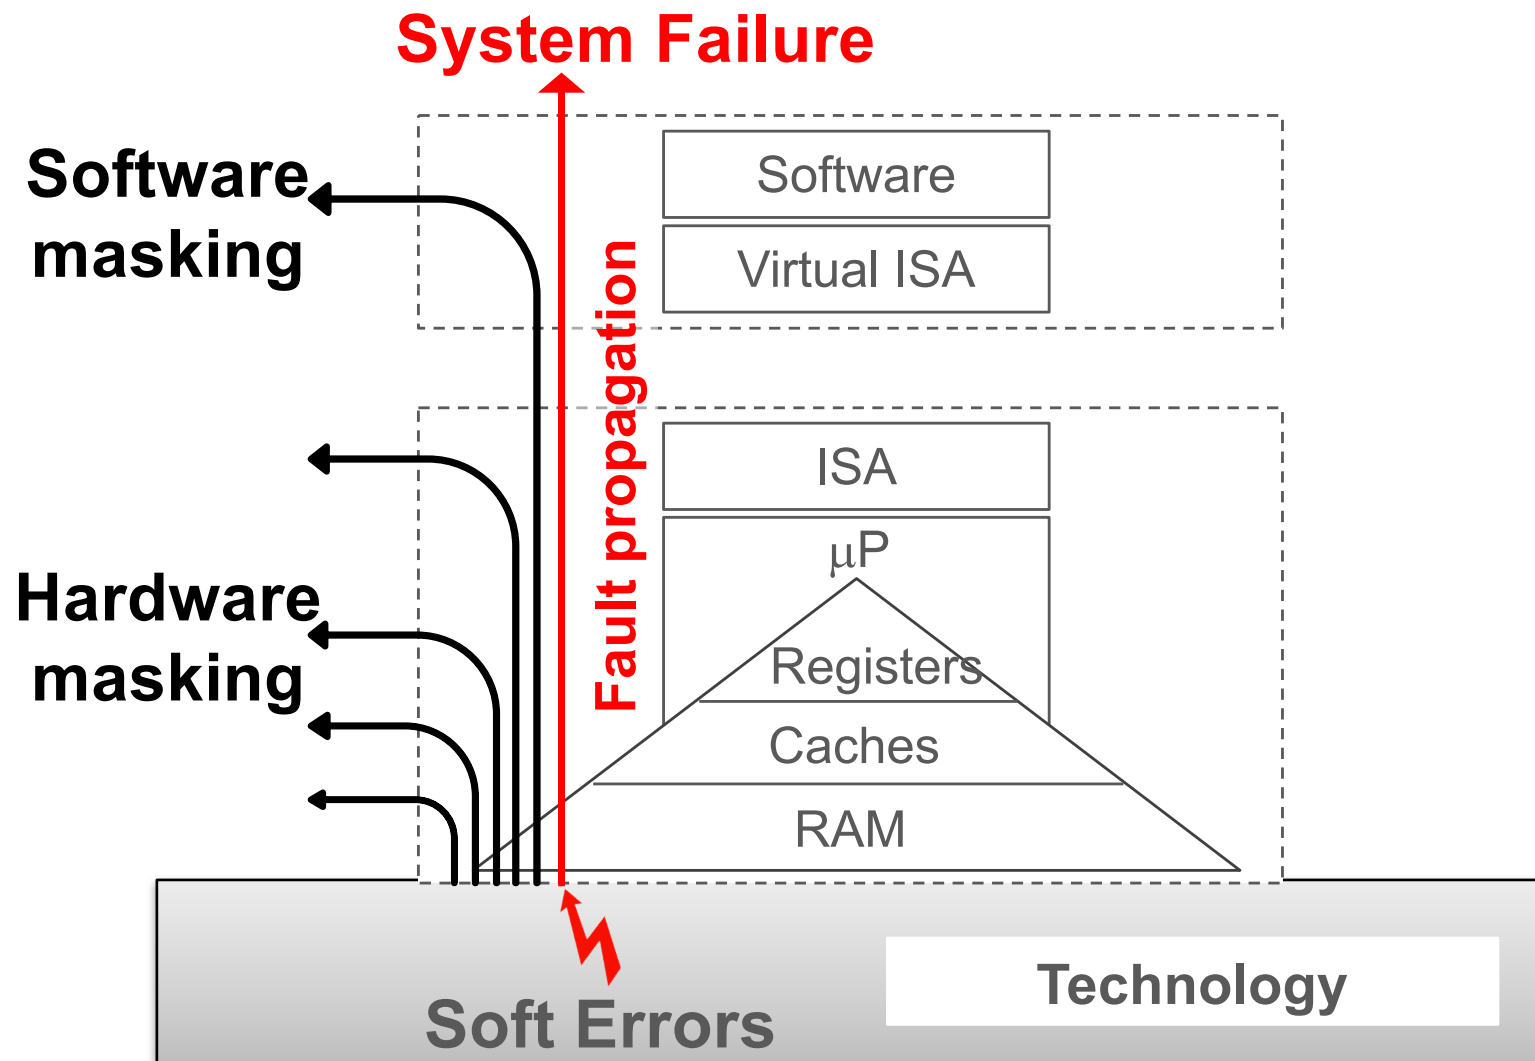 System Failure
Software
masking
Software
Virtual ISA
Fault propagation
ISA
μP
Hardware
masking
Registers
Caches
RAM
Technology
Soft Errors